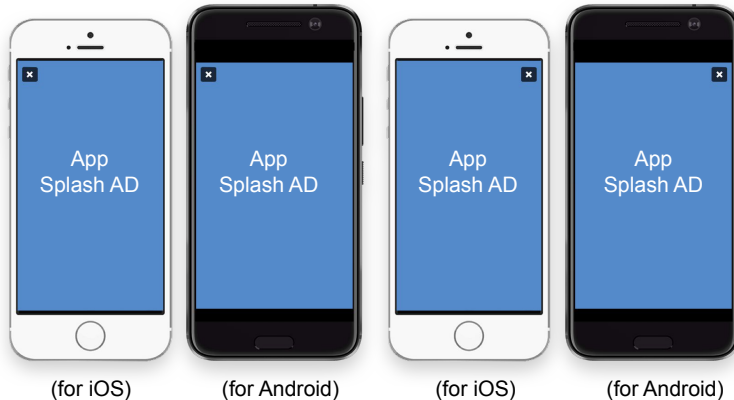 App
Splash AD
(for iOS)
App
Splash AD
(for Android)
App
Splash AD
(for iOS)
App
Splash AD
(for Android)